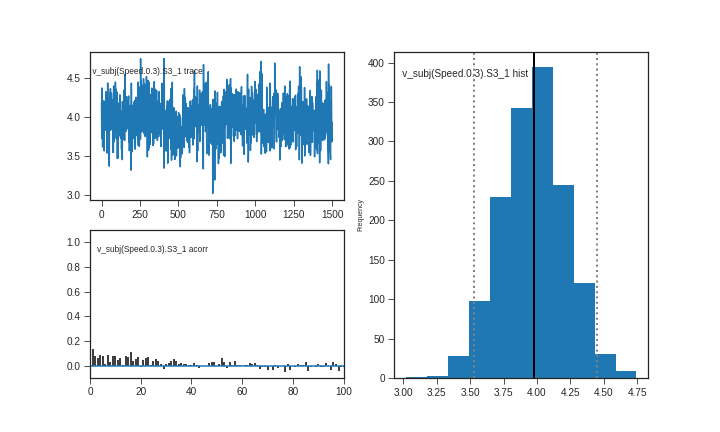 v_subj(Speed.0.3).S3_1 trace
4.5
4.0
3.5
3.0
0 250 500 750 1000 1250 1500
v_subj(Speed.0.3).S3_1 acorr
1.0
0.8
0.6
0.4
0.2
0.0
0 20 40 60 80 100
v_subj(Speed.0.3).S3_1 hist
Frequency
400
350
300
250
200
150
100
50
0
3.00 3.25 3.50 3.75 4.00 4.25 4.50 4.75